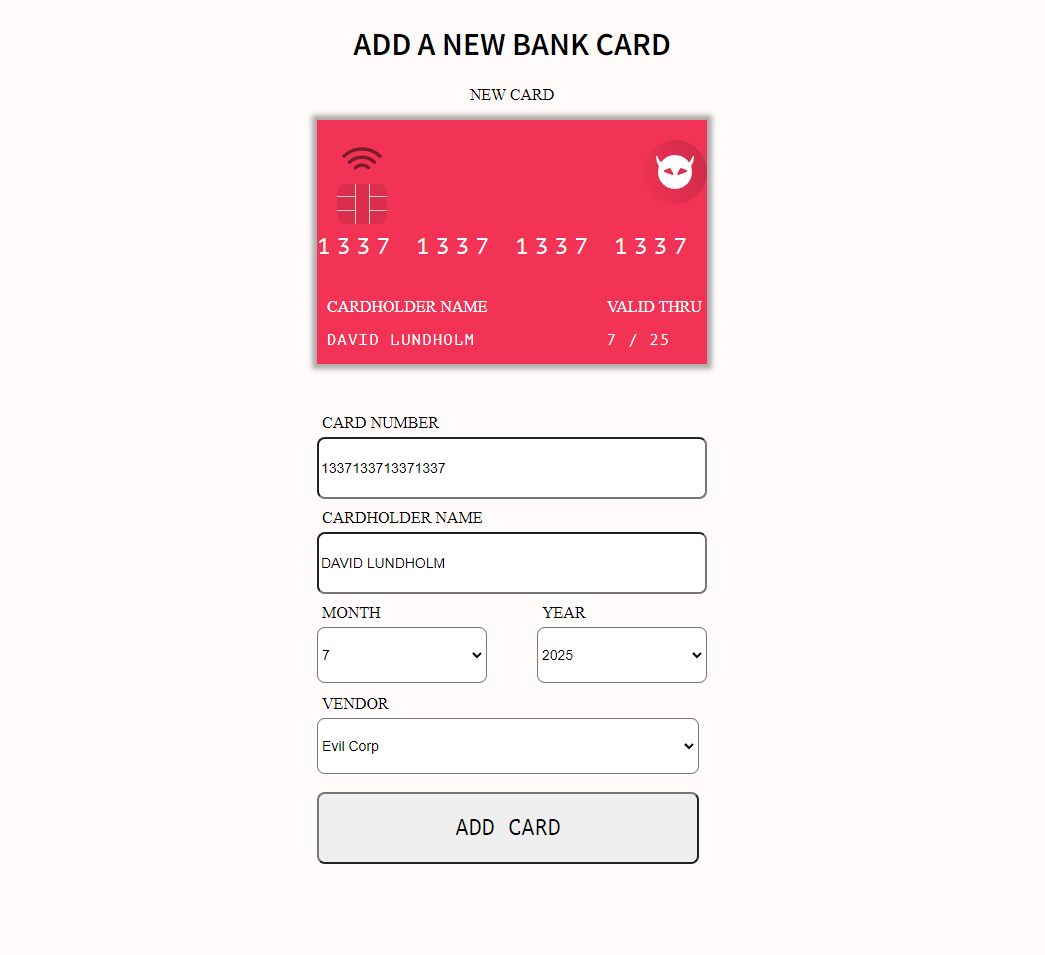 ADD A NEW BANK CARD
NEW CARD
1337 1337 1337 1337
CARDHOLDER NAME VALID THRU
DAVID LUNDHOLM 7 / 25
CARD NUMBER
1337133713371337
CARDHOLDER NAME
DAVID LUNDHOLM
MONTH YEAR
7 2025
VENDOR
Evil Corp
ADD CARD